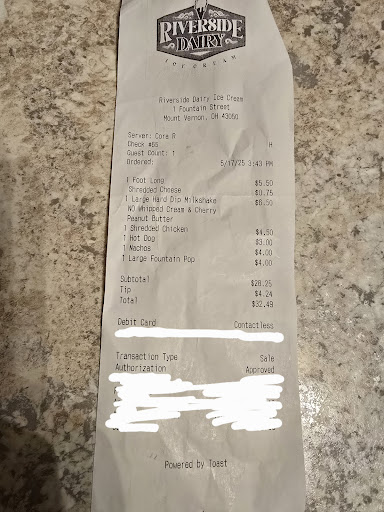 RIVERSIDE
DAIRY
ICE CREAM
Riverside Dairy Ice Cream
1 Fountain Street
Mount Vernon, OH 43050
Server: Core R
Check #65 H
Guest Count: 1
Ordered: 5/17/25 3:43 PM
1 Foot Long $5.50
Shredded Cheese $0.75
1 Large Hard Dip Milkshake $6.50
NO Whipped Cream & Cherry
Peanut Butter
1 Shredded Chicken $4.50
1 Hot Dog $3.00
1 Nachos $4.00
1 Large Fountain Pop $4.00
Subtotal $28.25
Tip $4.24
Total $32.49
Debit Card Contactless
Transaction Type Sale
Authorization Approved
Powered by Toast